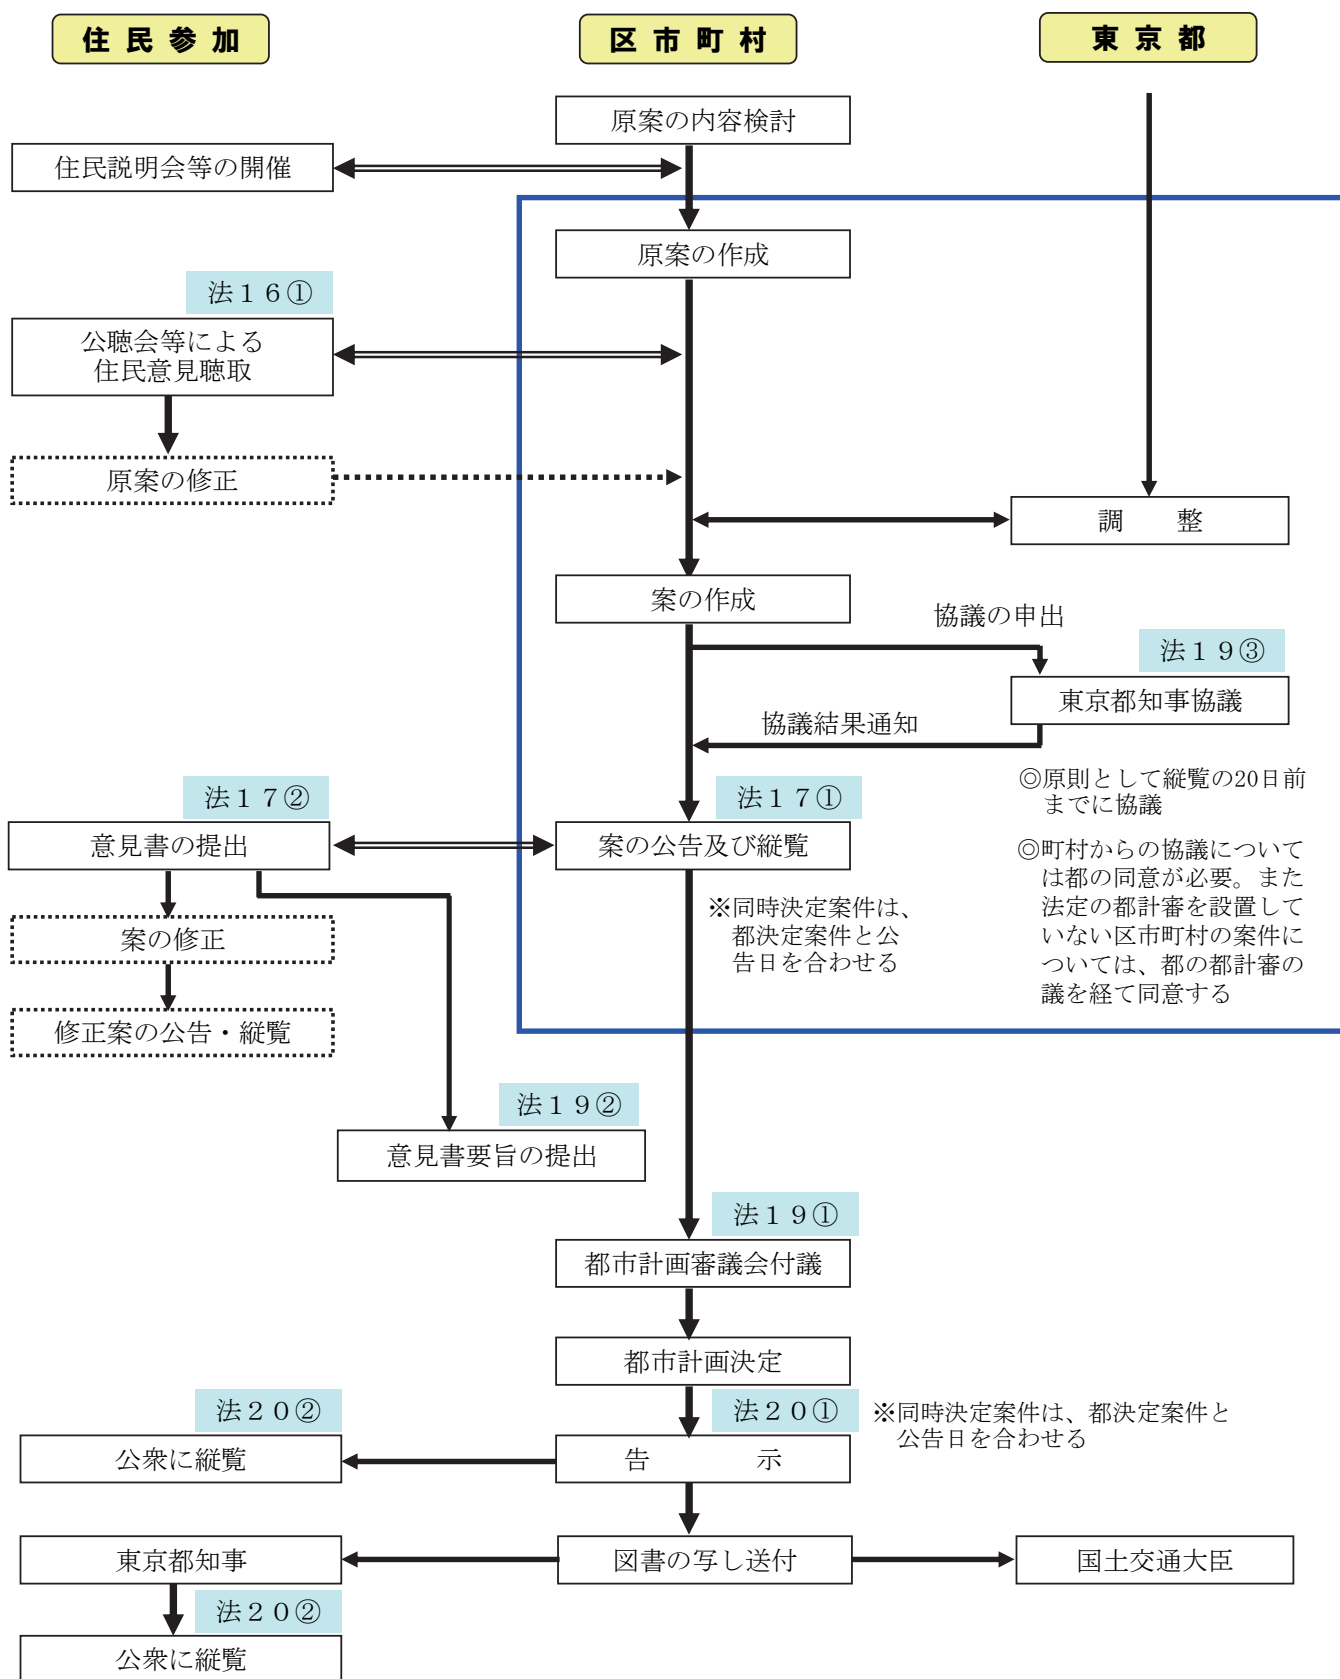 住民参加
区市町村
東京都
原案の内容検討
住民説明会等の開催
原案の作成
法１６①
公聴会等による
住民意見聴取
原案の修正
調　　整
案の作成
協議の申出
法１９③
東京都知事協議
協議結果通知
◎原則として縦覧の20日前
までに協議
法１７②
法１７①
意見書の提出
案の公告及び縦覧
◎町村からの協議について
は都の同意が必要。また
法定の都計審を設置して
いない区市町村の案件に
ついては、都の都計審の
議を経て同意する
※同時決定案件は、
都決定案件と公
告日を合わせる
案の修正
修正案の公告・縦覧
法１９②
意見書要旨の提出
法１９①
都市計画審議会付議
都市計画決定
法２０②
法２０①
※同時決定案件は、都決定案件と
公告日を合わせる
公衆に縦覧
告　　　　示
東京都知事
図書の写し送付
国土交通大臣
法２０②
公衆に縦覧